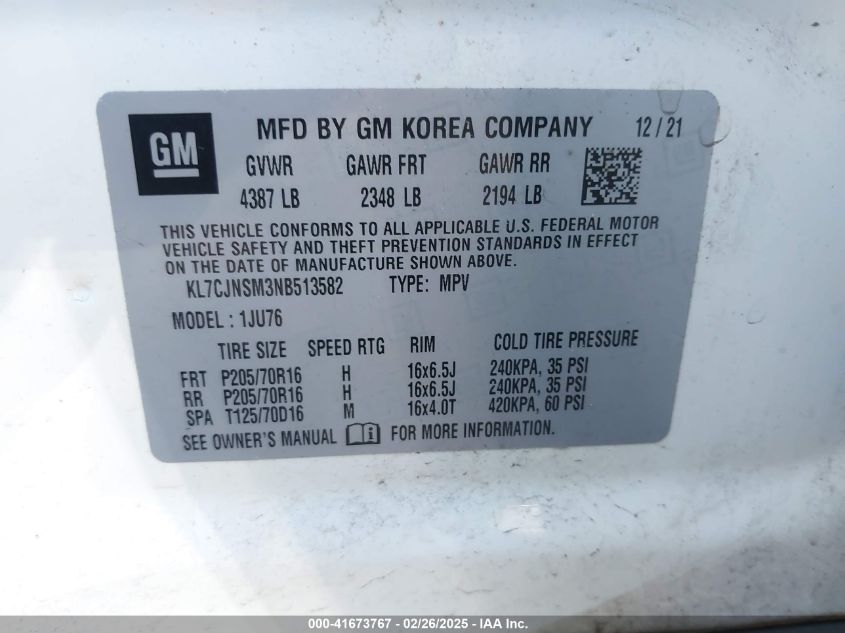 GM
MFD BY GM KOREA COMPANY 12/21
GVWR GAWR FRT GAWR RR
4387 LB 2348 LB 2194 LB
THIS VEHICLE CONFORMS TO ALL APPLICABLE U.S. FEDERAL MOTOR
VEHICLE SAFETY AND THEFT PREVENTION STANDARDS IN EFFECT
ON THE DATE OF MANUFACTURE SHOWN ABOVE.
KL7CJNSM3NB513582 TYPE: MPV
MODEL: 1JU76
TIRE SIZE SPEED RTG RIM COLD TIRE PRESSURE
FRT P205/70R16 H 16x6.5J 240KPA, 35 PSI
RR P205/70R16 H 16x6.5J 240KPA, 35 PSI
SPA T125/70D16 M 16x4.0T 420KPA, 60 PSI
SEE OWNER'S MANUAL i FOR MORE INFORMATION.
000-41673767 - 02/26/2025 - IAA Inc.